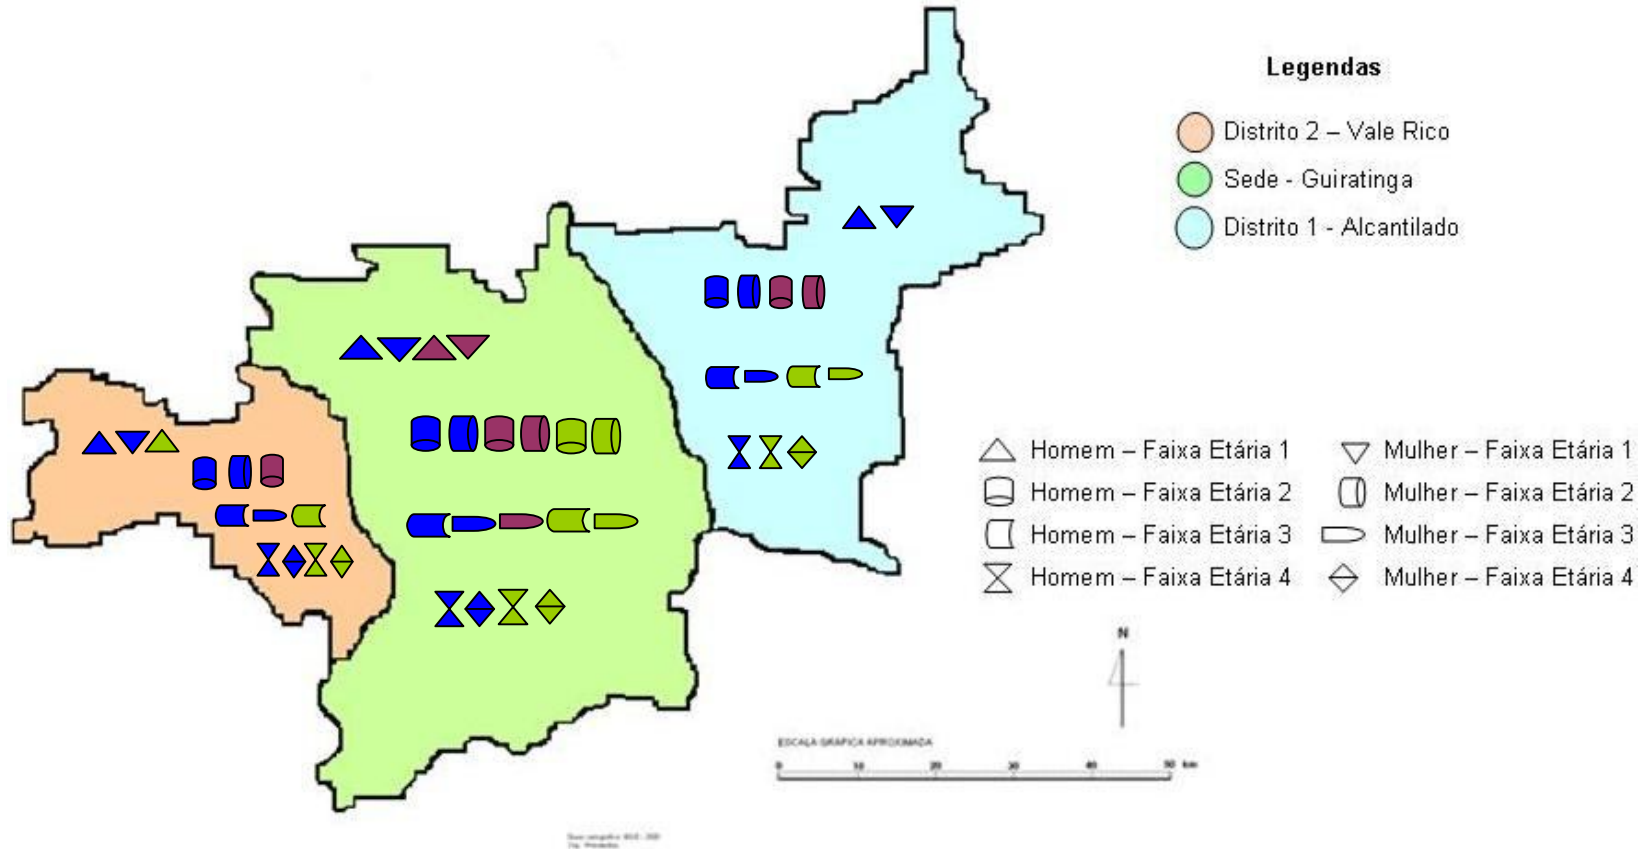 Legendas
Distrito 2 – Vale Rico
Sede - Guiratinga
Distrito 1 - Alcantilado
Homem – Faixa Etária 1
Mulher – Faixa Etária 1
Homem – Faixa Etária 2
Mulher – Faixa Etária 2
Homem – Faixa Etária 3
Mulher – Faixa Etária 3
Homem – Faixa Etária 4
Mulher – Faixa Etária 4
N
ESCALA GRÁFICA APROXIMADA
0 10 20 30 40 50 km